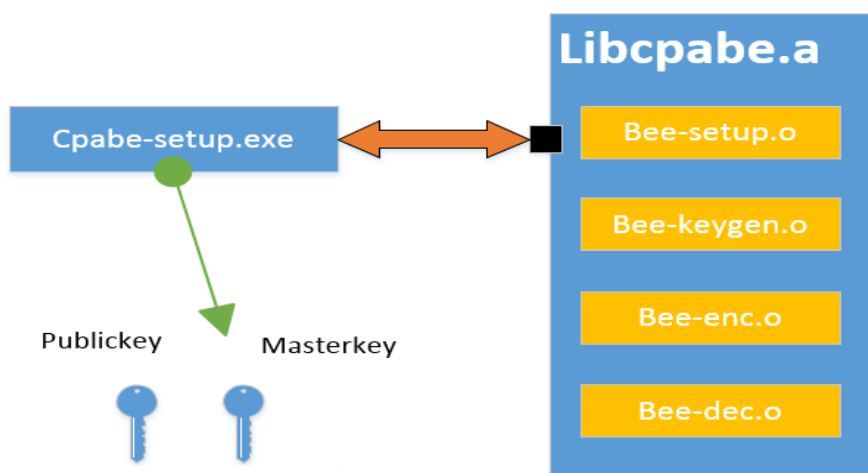 Libcpabe.a
Cpabe-setup.exe
Bee-setup.o
Bee-keygen.o
Bee-enc.o
Bee-dec.o
Publickey
Masterkey